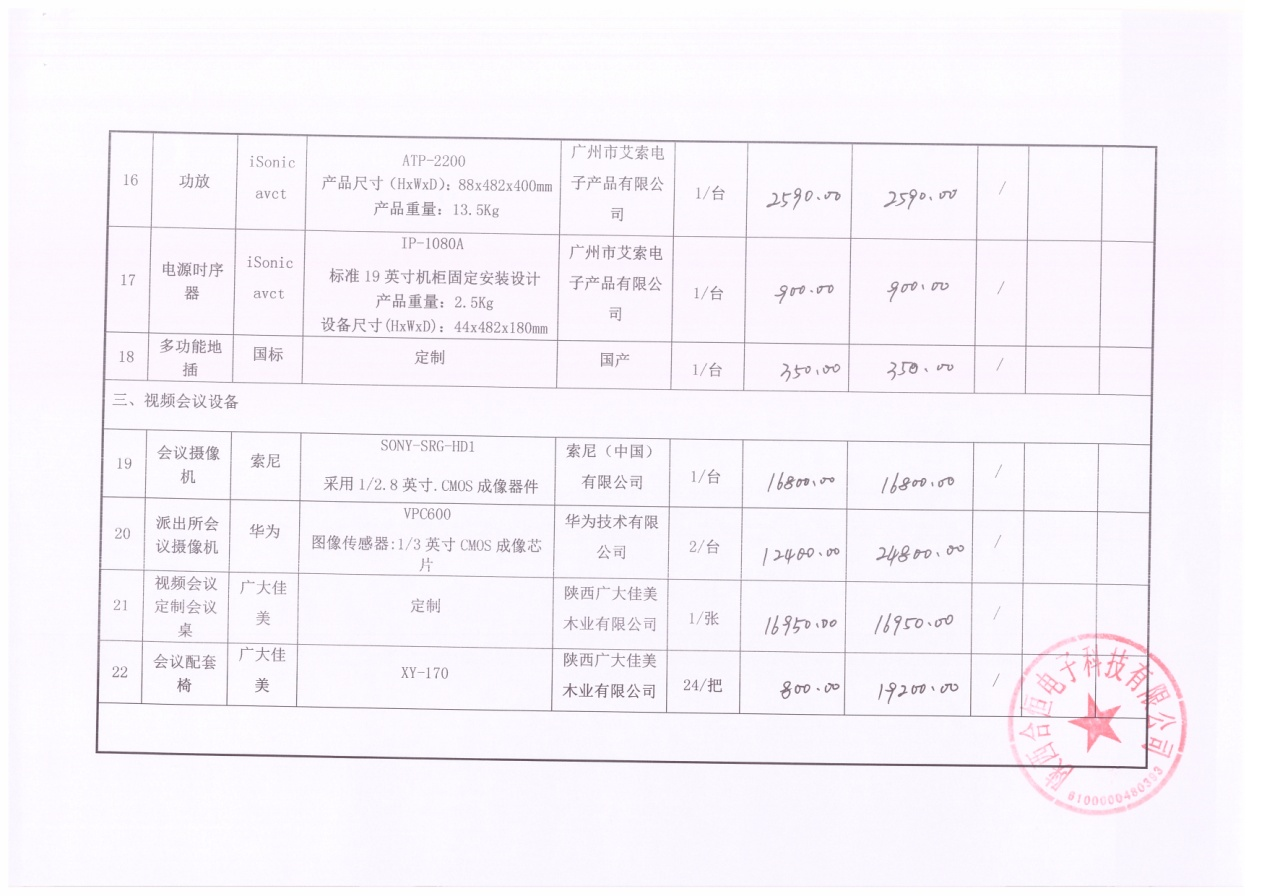 16
功放
iSonic
avct
ATP-2200
产品尺寸（HxWxD）：88x482x400mm
产品重量：13.5Kg
广州市艾索电
子产品有限公
司
1/台
2590.00
2590.00
/
17
电源时序
器
iSonic
avct
IP-1080A
标准 19 英寸机柜固定安装设计
产品重量：2.5Kg
设备尺寸(HxWxD)：44x482x180mm
广州市艾索电
子产品有限公
司
1/台
900.00
900.00
/
18
多功能地
插
国标
定制
国产
1/台
350.00
350.00
/
三、视频会议设备
19
会议摄像
机
索尼
SONY-SRG-HD1
采用 1/2.8 英寸.CMOS 成像器件
索尼（中国）
有限公司
1/台
16800.00
16800.00
/
20
派出所会
议摄像机
华为
VPC600
图像传感器:1/3 英寸 CMOS 成像芯
片
华为技术有限
公司
2/台
12400.00
24800.00
/
21
视频会议
定制会议
桌
广大佳
美
定制
陕西广大佳美
木业有限公司
1/张
16950.00
16950.00
/
22
会议配套
椅
广大佳
美
XY-170
陕西广大佳美
木业有限公司
24/把
800.00
19200.00
/
陕西合恒电子科技有限公司